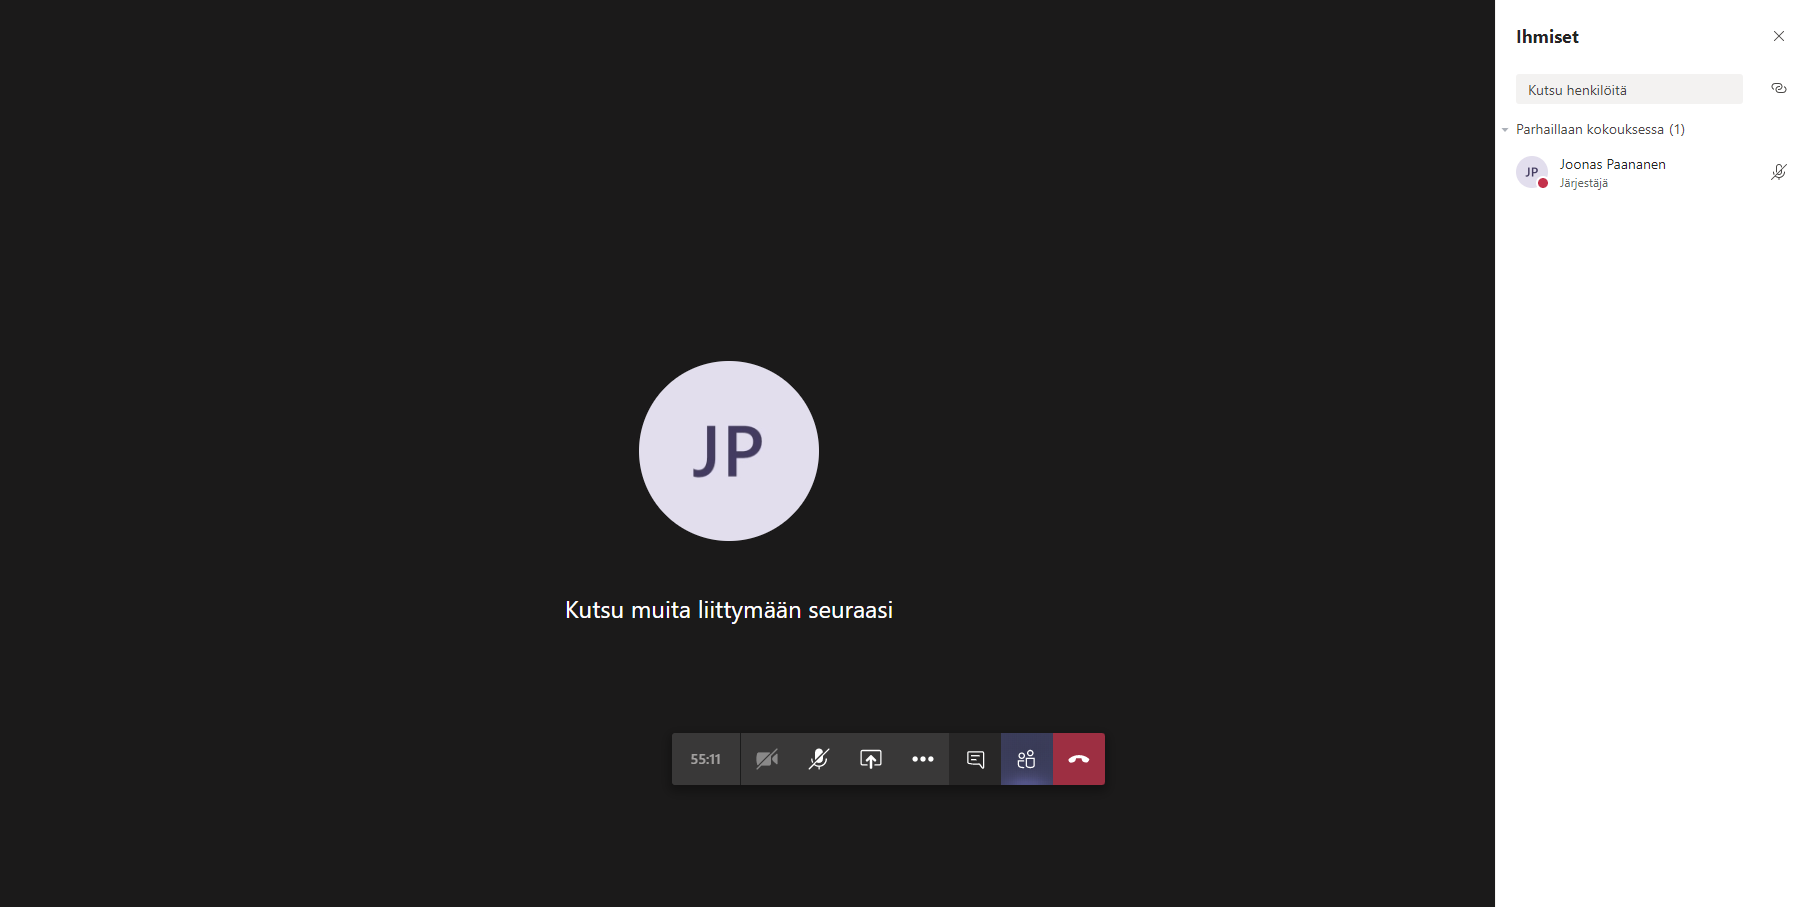 JP
Kutsu muita liittymään seuraasi
55:11
Ihmiset
Kutsu henkilöitä
Parhaillaan kokouksessa (1)
JP
Joonas Paananen
Järjestäjä